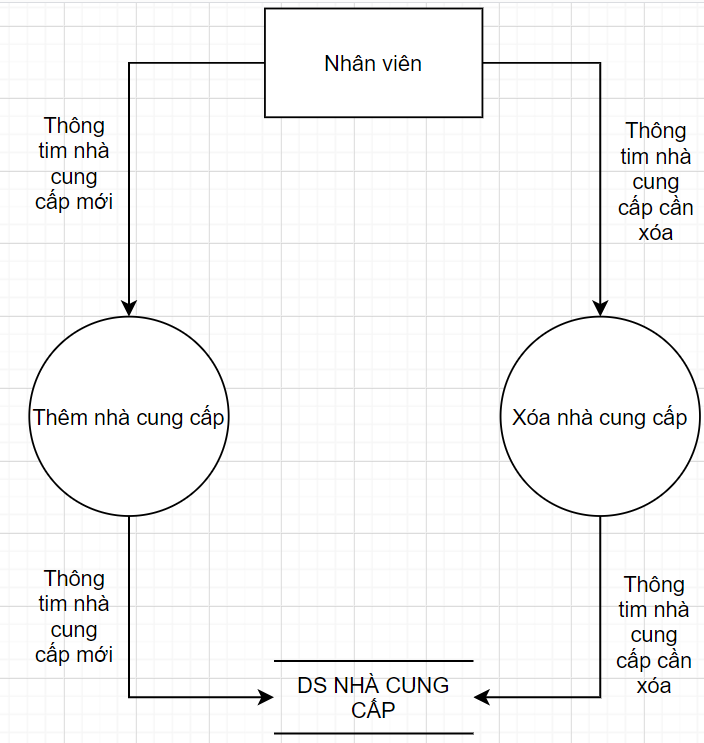 Nhân viên
Thông
tim nhà
cung
cấp mới
Thông
tim nhà
cung
cấp cần
xóa
Thêm nhà cung cấp
Xóa nhà cung cấp
Thông
tim nhà
cung
cấp mới
Thông
tim nhà
cung
cấp cần
xóa
DS NHÀ CUNG
CẤP